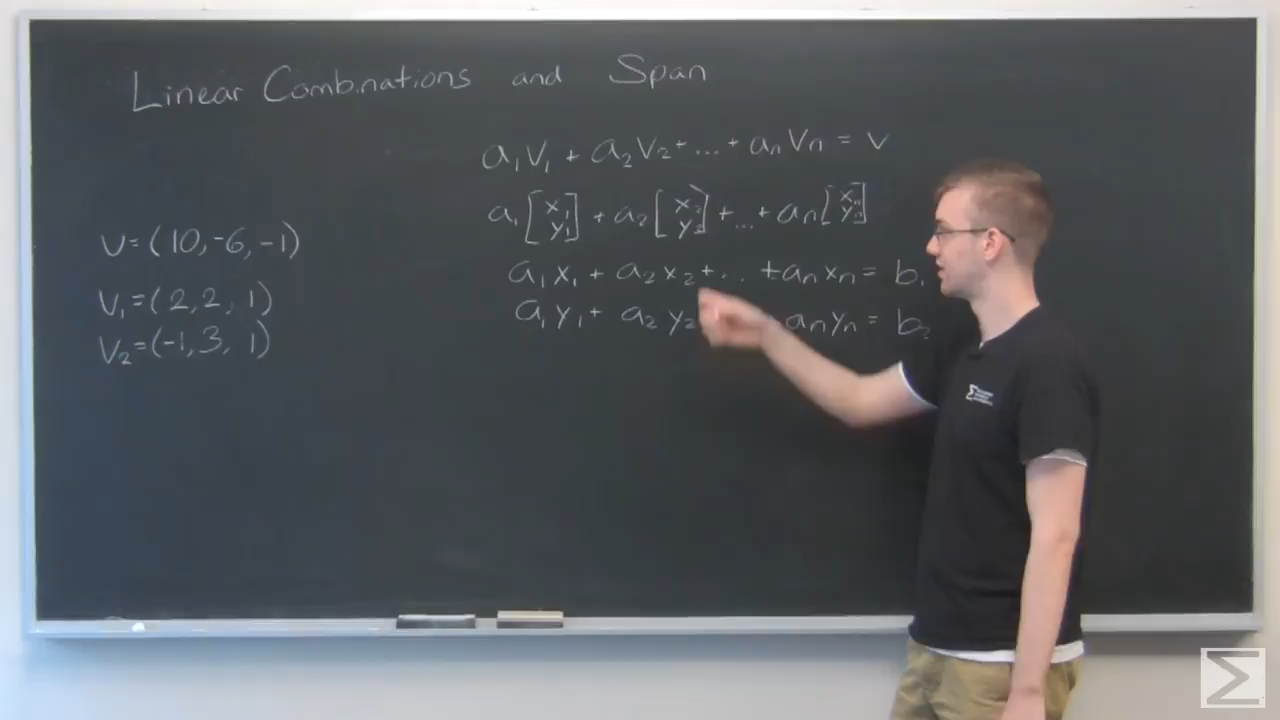 Linear Combinations and Span
a₁V₁ + a₂V₂ + ... + aₙVₙ = v
a₁[x₁ y₁] + a₂[x₂ y₂] + ... + aₙ[xₙ yₙ]
a₁x₁ + a₂x₂ + ... + aₙxₙ = b₁
a₁y₁ + a₂y₂ aₙyₙ = b₂
v=(10,-6,-1)
V₁=(2,2,1)
V₂=(-1,3,1)
Σ